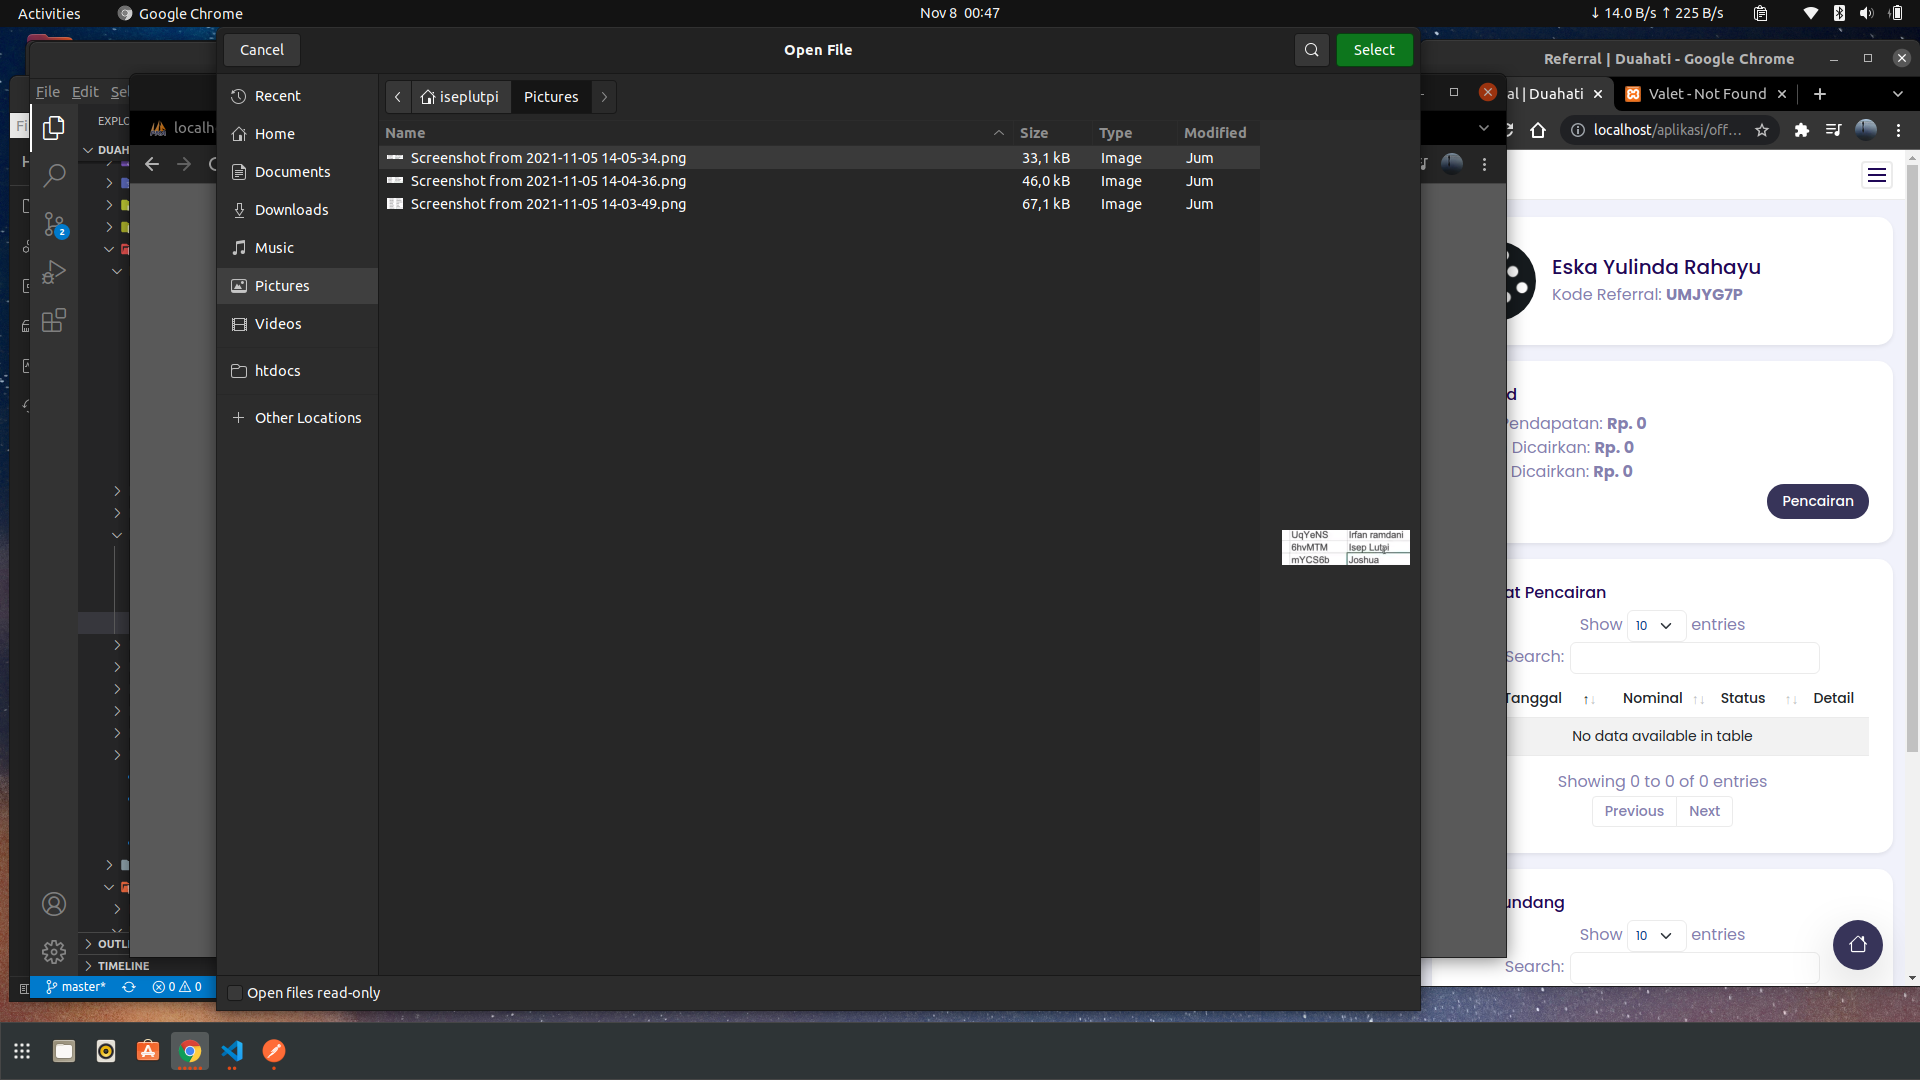 Activities
Google Chrome
Nov 8 00:47
↓ 14.0 B/s ↑ 225 B/s
Cancel
Open File
Select
Recent
Home
Documents
Downloads
Music
Pictures
Videos
htdocs
Other Locations
iseplutpi
Pictures
Name
Size
Type
Modified
Screenshot from 2021-11-05 14-05-34.png 33,1 kB Image Jum
Screenshot from 2021-11-05 14-04-36.png 46,0 kB Image Jum
Screenshot from 2021-11-05 14-03-49.png 67,1 kB Image Jum
UqYeNS Irfan ramdani
6hvMTM Isep Lutpi
mYCS6b Joshua
Open files read-only
File Edit Sel
EXPLO
DUAH
localh
2
OUTLI
TIMELINE
master*
0 0
Referral | Duahati - Google Chrome
al | Duahati
Valet - Not Found
localhost/aplikasi/off...
Eska Yulinda Rahayu
Kode Referral: UMJYG7P
d
Pendapatan: Rp. 0
Dicairkan: Rp. 0
Dicairkan: Rp. 0
Pencairan
at Pencairan
Show 10 entries
Search:
Tanggal Nominal Status Detail
No data available in table
Showing 0 to 0 of 0 entries
Previous Next
undang
Show 10 entries
Search: